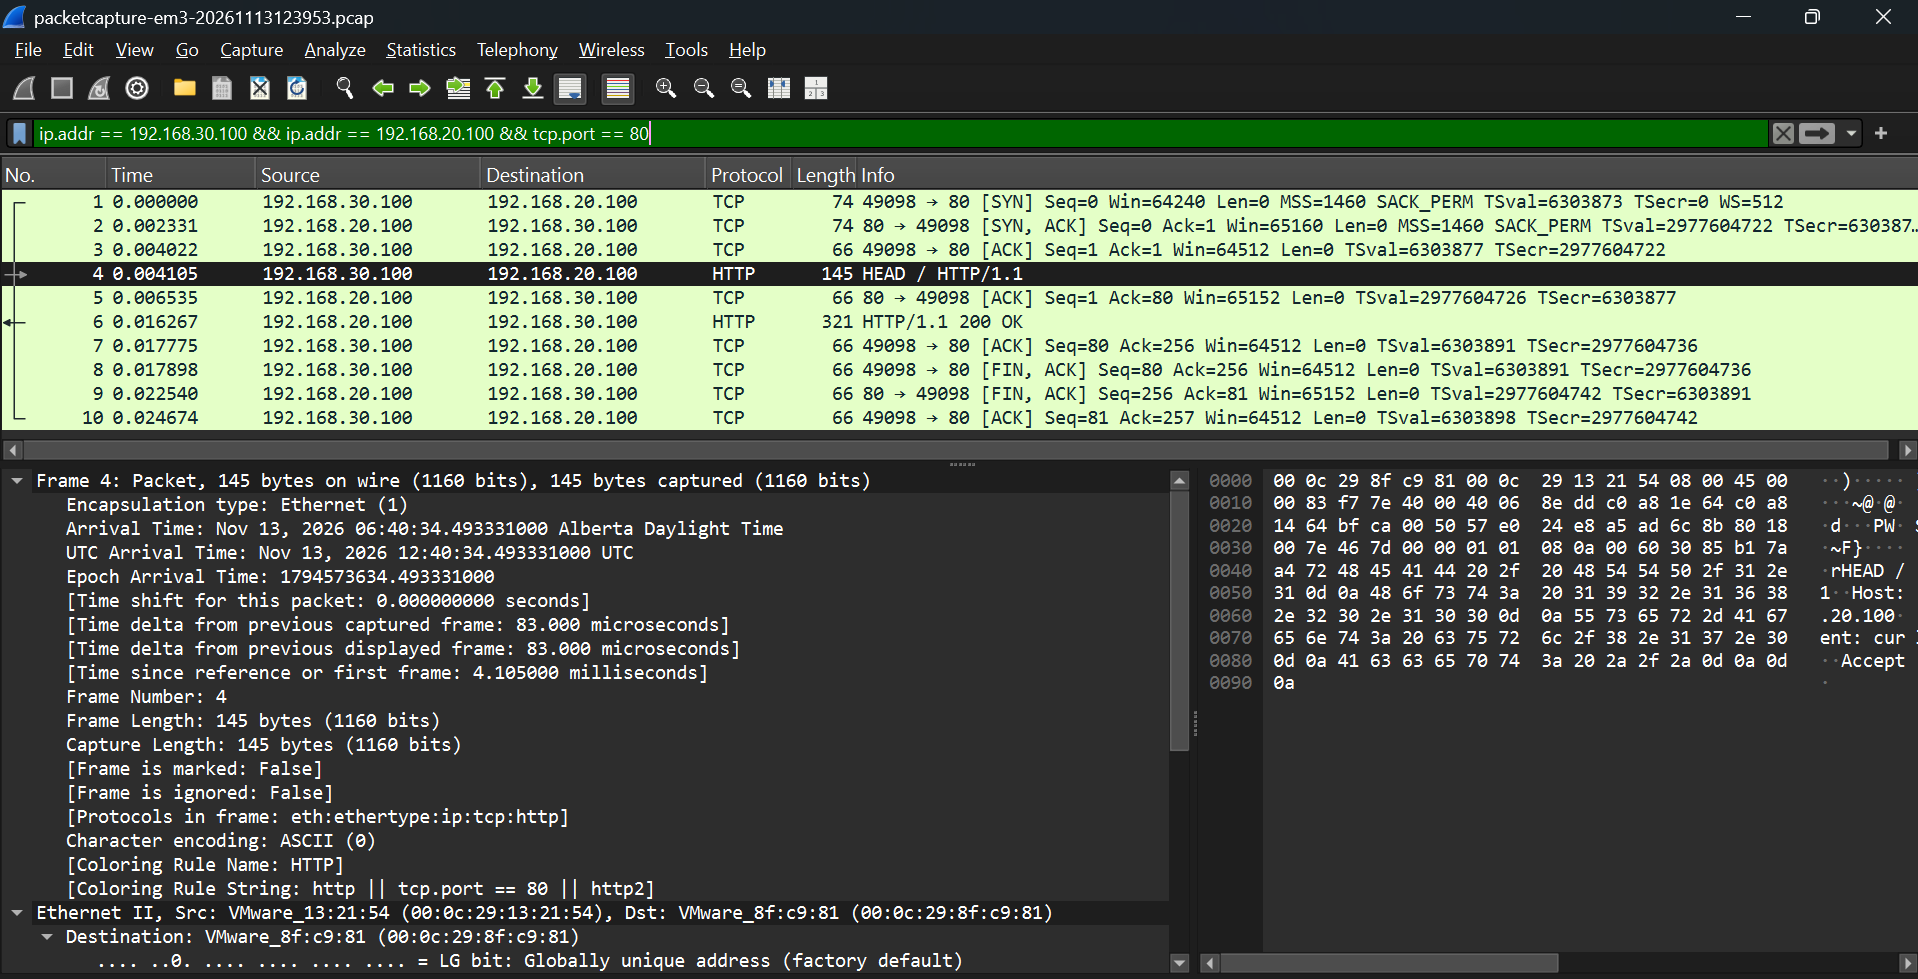 packetcapture-em3-20261113123953.pcap
File Edit View Go Capture Analyze Statistics Telephony Wireless Tools Help
ip.addr == 192.168.30.100 && ip.addr == 192.168.20.100 && tcp.port == 80
No. Time Source Destination Protocol Length Info
1 0.000000 192.168.30.100 192.168.20.100 TCP 74 49098 → 80 [SYN] Seq=0 Win=64240 Len=0 MSS=1460 SACK_PERM TSval=6303873 TSecr=0 WS=512
2 0.002331 192.168.20.100 192.168.30.100 TCP 74 80 → 49098 [SYN, ACK] Seq=0 Ack=1 Win=65160 Len=0 MSS=1460 SACK_PERM TSval=2977604722 TSecr=630387…
3 0.004022 192.168.30.100 192.168.20.100 TCP 66 49098 → 80 [ACK] Seq=1 Ack=1 Win=64512 Len=0 TSval=6303877 TSecr=2977604722
4 0.004105 192.168.30.100 192.168.20.100 HTTP 145 HEAD / HTTP/1.1
5 0.006535 192.168.20.100 192.168.30.100 TCP 66 80 → 49098 [ACK] Seq=1 Ack=80 Win=65152 Len=0 TSval=2977604726 TSecr=6303877
6 0.016267 192.168.20.100 192.168.30.100 HTTP 321 HTTP/1.1 200 OK
7 0.017775 192.168.30.100 192.168.20.100 TCP 66 49098 → 80 [ACK] Seq=80 Ack=256 Win=64512 Len=0 TSval=6303891 TSecr=2977604736
8 0.017898 192.168.30.100 192.168.20.100 TCP 66 49098 → 80 [FIN, ACK] Seq=80 Ack=256 Win=64512 Len=0 TSval=6303891 TSecr=2977604736
9 0.022540 192.168.20.100 192.168.30.100 TCP 66 80 → 49098 [FIN, ACK] Seq=256 Ack=81 Win=65152 Len=0 TSval=2977604742 TSecr=6303891
10 0.024674 192.168.30.100 192.168.20.100 TCP 66 49098 → 80 [ACK] Seq=81 Ack=257 Win=64512 Len=0 TSval=6303898 TSecr=2977604742
Frame 4: Packet, 145 bytes on wire (1160 bits), 145 bytes captured (1160 bits)
Encapsulation type: Ethernet (1)
Arrival Time: Nov 13, 2026 06:40:34.493331000 Alberta Daylight Time
UTC Arrival Time: Nov 13, 2026 12:40:34.493331000 UTC
Epoch Arrival Time: 1794573634.493331000
[Time shift for this packet: 0.000000000 seconds]
[Time delta from previous captured frame: 83.000 microseconds]
[Time delta from previous displayed frame: 83.000 microseconds]
[Time since reference or first frame: 4.105000 milliseconds]
Frame Number: 4
Frame Length: 145 bytes (1160 bits)
Capture Length: 145 bytes (1160 bits)
[Frame is marked: False]
[Frame is ignored: False]
[Protocols in frame: eth:ethertype:ip:tcp:http]
Character encoding: ASCII (0)
[Coloring Rule Name: HTTP]
[Coloring Rule String: http || tcp.port == 80 || http2]
Ethernet II, Src: VMware_13:21:54 (00:0c:29:13:21:54), Dst: VMware_8f:c9:81 (00:0c:29:8f:c9:81)
Destination: VMware_8f:c9:81 (00:0c:29:8f:c9:81)
.... ..0. .... .... .... .... = LG bit: Globally unique address (factory default)
0000 00 0c 29 8f c9 81 00 0c 29 13 21 54 08 00 45 00 ··)·····
0010 00 83 f7 7e 40 00 40 06 8e dd c0 a8 1e 64 c0 a8 ···~@·@·
0020 14 64 bf ca 00 50 57 e0 24 e8 a5 ad 6c 8b 80 18 ·d···PW·
0030 00 7e 46 7d 00 00 01 01 08 0a 00 60 30 85 b1 7a ·~F}····
0040 a4 72 48 45 41 44 20 2f 20 48 54 54 50 2f 31 2e ·rHEAD /
0050 31 0d 0a 48 6f 73 74 3a 20 31 39 32 2e 31 36 38 1··Host:
0060 2e 32 30 2e 31 30 30 0d 0a 55 73 65 72 2d 41 67 .20.100·
0070 65 6e 74 3a 20 63 75 72 6c 2f 38 2e 31 37 2e 30 ent: cur
0080 0d 0a 41 63 63 65 70 74 3a 20 2a 2f 2a 0d 0a 0d ··Accept
0090 0a ·